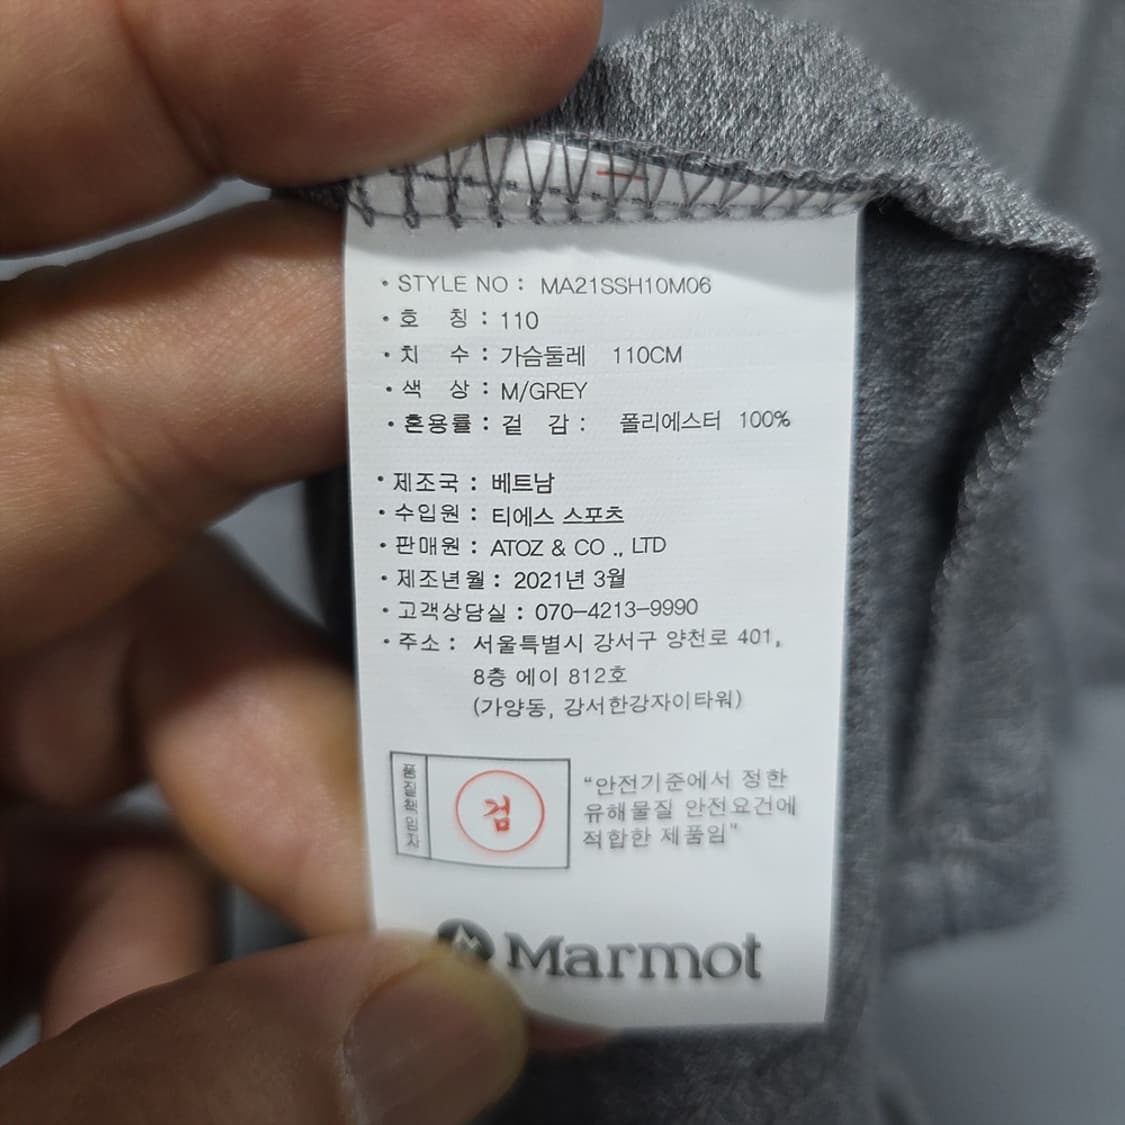 • STYLE NO : MA21SSH10M06
• 호 칭 : 110
• 치 수 : 가슴둘레 110CM
• 색 상 : M/GREY
• 혼용률 : 겉 감 : 폴리에스터 100%
• 제조국 : 베트남
• 수입원 : 티에스 스포츠
• 판매원 : ATOZ & CO ., LTD
• 제조년월 : 2021년 3월
• 고객상담실 : 070-4213-9990
• 주소 : 서울특별시 강서구 양천로 401,
8층 에이 812호
(가양동, 강서한강자이타워)
품질책임자
검
“안전기준에서 정한
유해물질 안전요건에
적합한 제품임”
Marmot